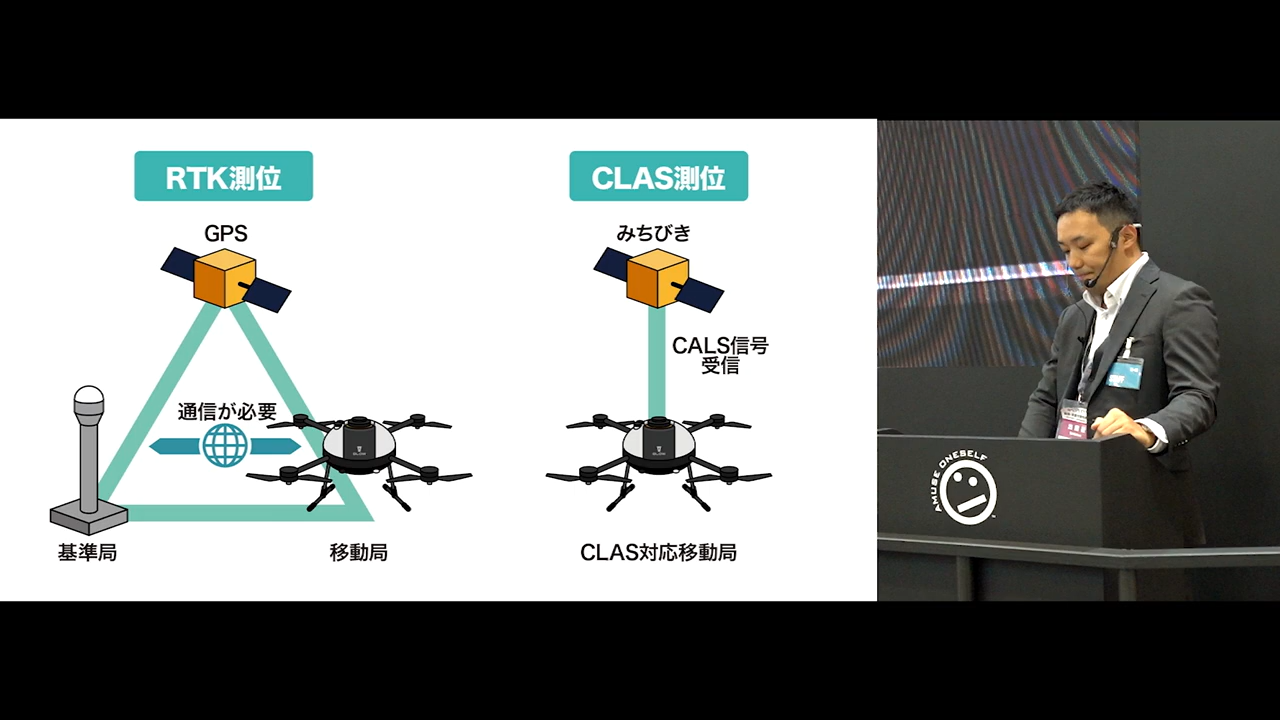 RTK測位
GPS
通信が必要
基準局
移動局
CLAS測位
みちびき
CALS信号
受信
CLAS対応移動局
AMUSE ONESELF